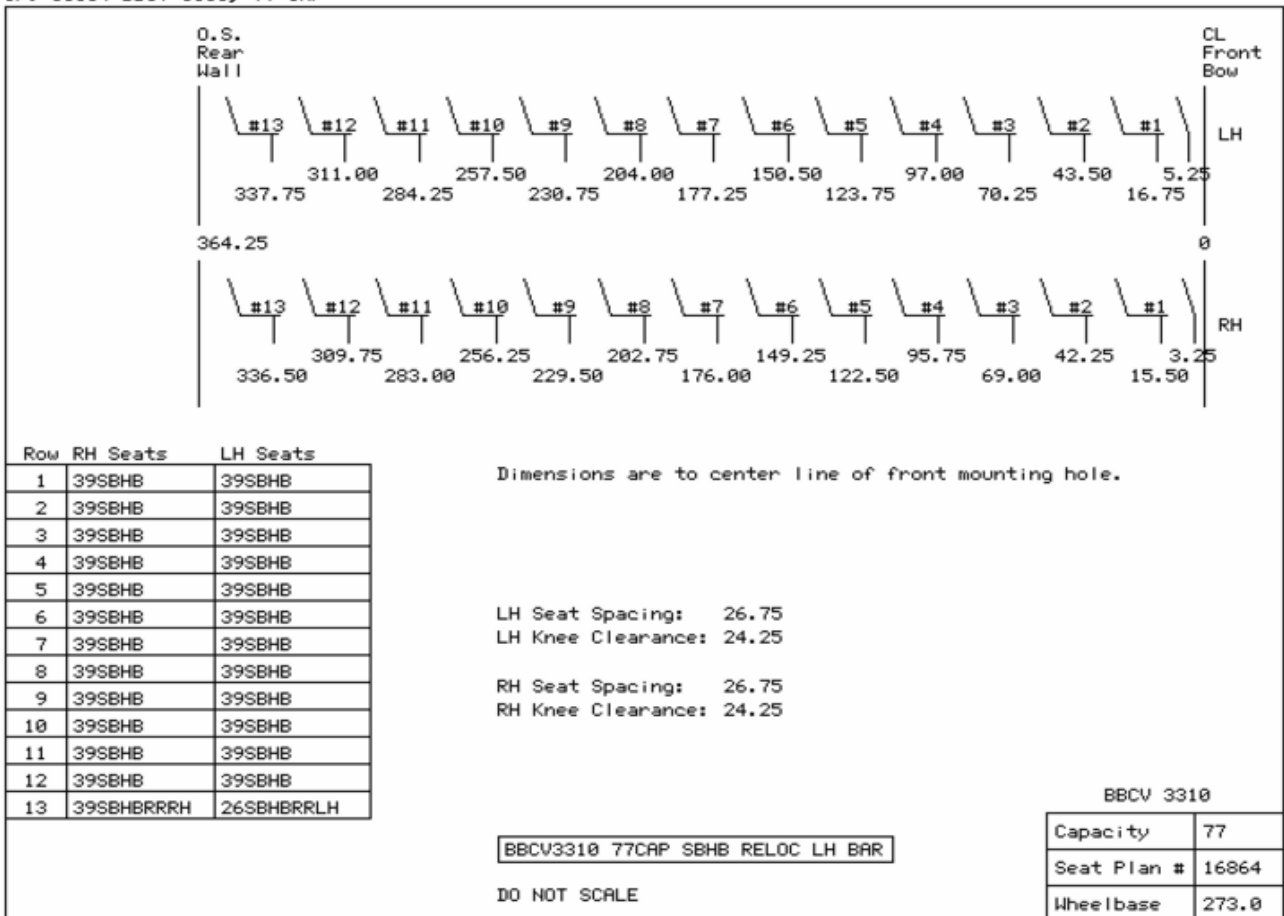 O.S.
Rear
Wall
CL
Front
Bow
#13 #12 #11 #10 #9 #8 #7 #6 #5 #4 #3 #2 #1 LH
311.00 257.50 204.00 150.50 97.00 43.50 5.25
337.75 284.25 230.75 177.25 123.75 70.25 16.75
364.25 0
#13 #12 #11 #10 #9 #8 #7 #6 #5 #4 #3 #2 #1 RH
309.75 256.25 202.75 149.25 95.75 42.25 3.25
336.50 283.00 229.50 176.00 122.50 69.00 15.50
Row RH Seats LH Seats
1 39SBHB 39SBHB
2 39SBHB 39SBHB
3 39SBHB 39SBHB
4 39SBHB 39SBHB
5 39SBHB 39SBHB
6 39SBHB 39SBHB
7 39SBHB 39SBHB
8 39SBHB 39SBHB
9 39SBHB 39SBHB
10 39SBHB 39SBHB
11 39SBHB 39SBHB
12 39SBHB 39SBHB
13 39SBHBRRRH 26SBHBRRLH
Dimensions are to center line of front mounting hole.
LH Seat Spacing: 26.75
LH Knee Clearance: 24.25
RH Seat Spacing: 26.75
RH Knee Clearance: 24.25
BBCV3310 77CAP SBHB RELOC LH BAR
DO NOT SCALE
BBCV 3310
Capacity 77
Seat Plan # 16864
Wheelbase 273.0